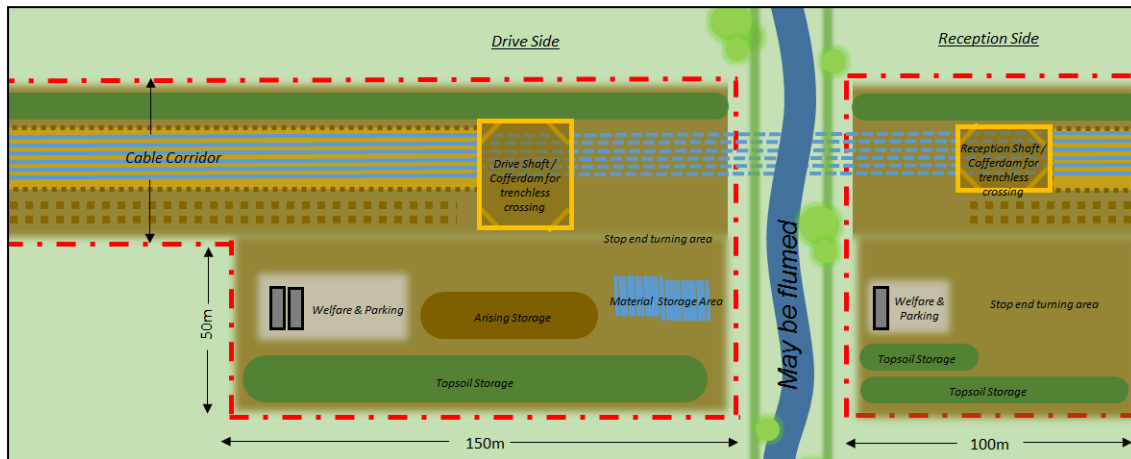 Drive Side
Reception Side
Cable Corridor
Drive Shaft /
Cofferdam for
trenchless
crossing
Reception Shaft /
Cofferdam for
trenchless
crossing
Stop end turning area
May be flumed
50m
Welfare & Parking
Arising Storage
Material Storage Area
Topsoil Storage
Welfare &
Parking
Stop end turning area
Topsoil Storage
Topsoil Storage
150m
100m